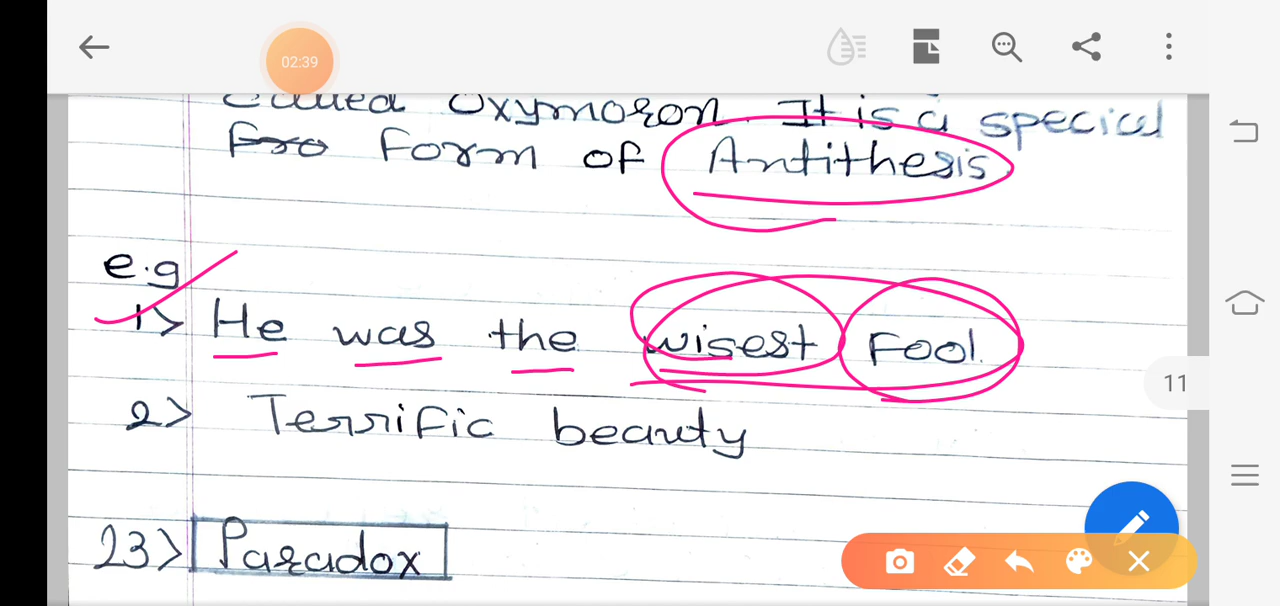 02:39
called Oxymoron. It is a special
fro Form of Antithesis.
e.g
1> He was the wisest Fool.
2> Terrific beauty
11
23> Paradox